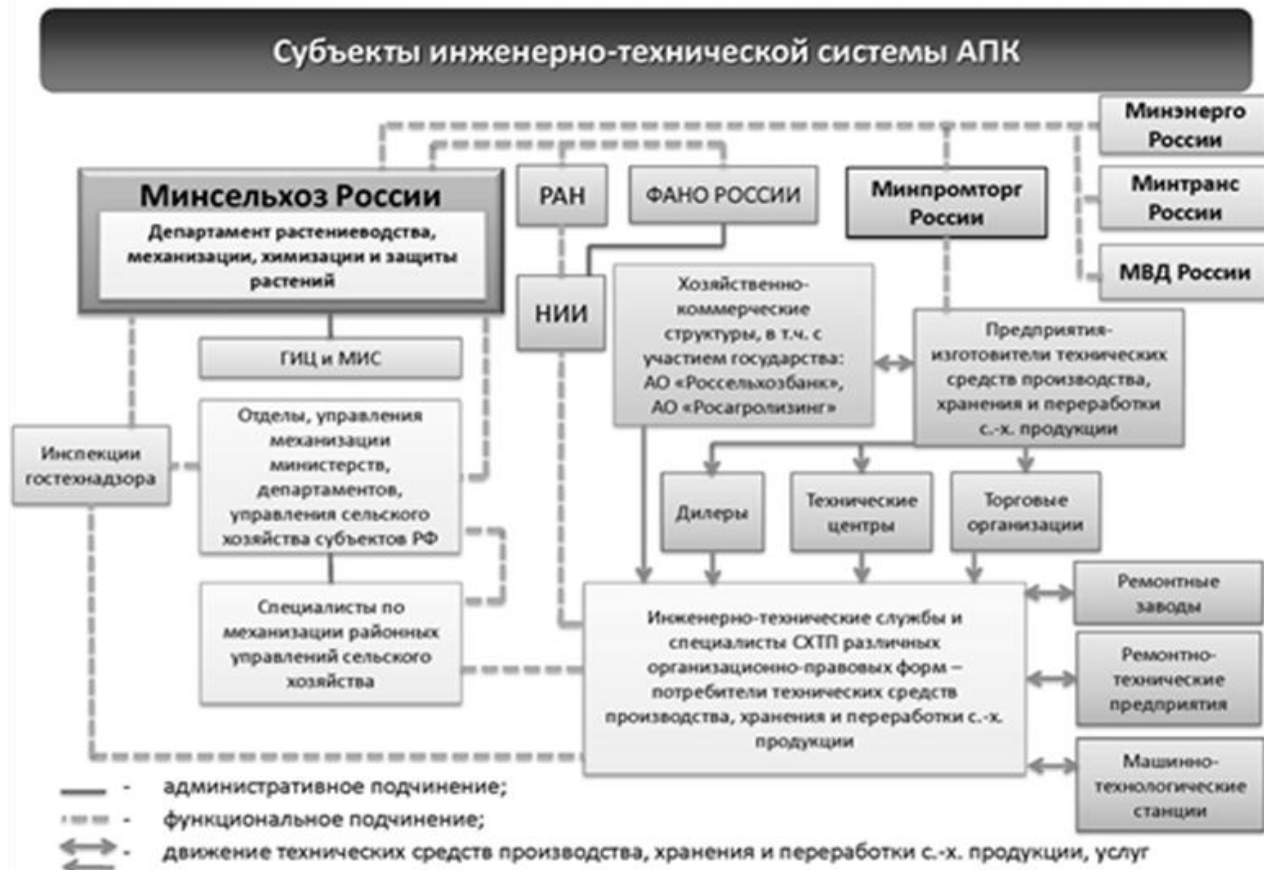 Субъекты инженерно-технической системы АПК
Минэнерго
России
Минсельхоз России
Департамент растениеводства,
механизации, химизации и защиты
растений
РАН
ФАНО РОССИИ
Минпромторг
России
Минтранс
России
МВД России
НИИ
Хозяйственно-
коммерческие
структуры, в т.ч. с
участием государства:
АО «Россельхозбанк»,
АО «Росагролизинг»
Предприятия-
изготовители технических
средств производства,
хранения и переработки
с.-х. продукции
ГИЦ и МИС
Инспекции
гостехнадзора
Отделы, управления
механизации
министерств,
департаментов,
управления сельского
хозяйства субъектов РФ
Дилеры
Технические
центры
Торговые
организации
Специалисты по
механизации районных
управлений сельского
хозяйства
Инженерно-технические службы и
специалисты СХТП различных
организационно-правовых форм –
потребители технических средств
производства, хранения и переработки с.-х.
продукции
Ремонтные
заводы
Ремонтно-
технические
предприятия
Машинно-
технологические
станции
- административное подчинение;
- функциональное подчинение;
- движение технических средств производства, хранения и переработки с.-х. продукции, услуг